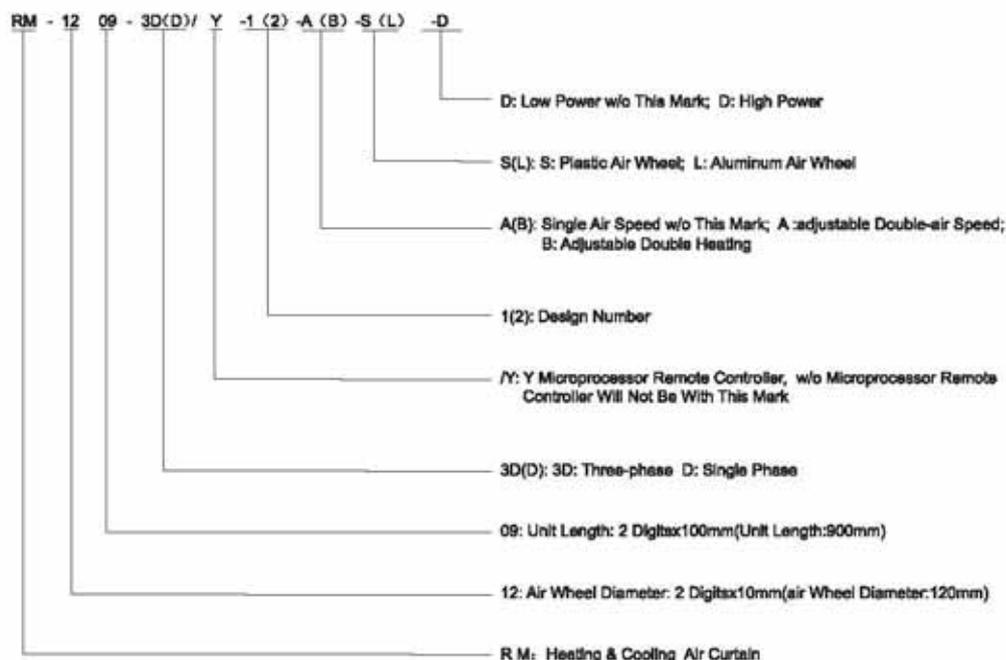 RM - 12 09 - 3D(D)/ Y -1(2) -A(B) -S(L) -D
D: Low Power w/o This Mark; D: High Power
S(L): S: Plastic Air Wheel; L: Aluminum Air Wheel
A(B): Single Air Speed w/o This Mark; A :adjustable Double-air Speed;
B: Adjustable Double Heating
1(2): Design Number
/Y: Y Microprocessor Remote Controller, w/o Microprocessor Remote
Controller Will Not Be With This Mark
3D(D): 3D: Three-phase D: Single Phase
09: Unit Length: 2 Digitsx100mm(Unit Length:900mm)
12: Air Wheel Diameter: 2 Digitsx10mm(air Wheel Diameter:120mm)
R M: Heating & Cooling Air Curtain